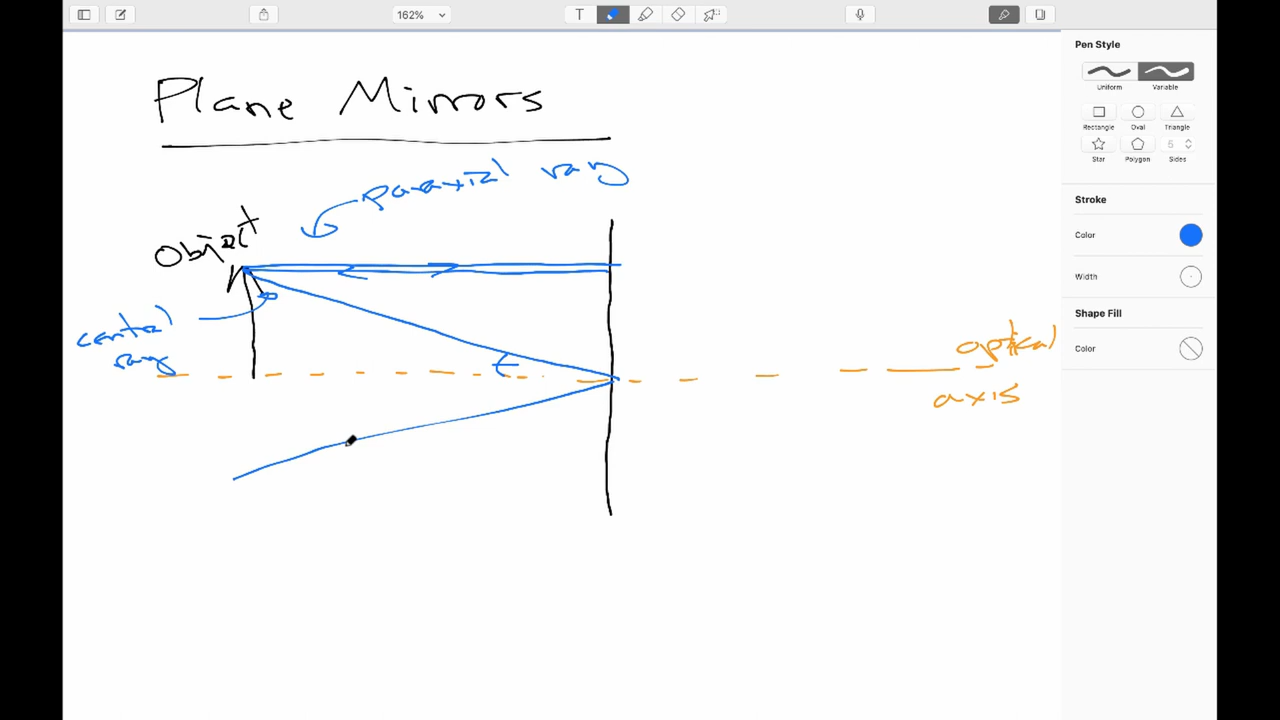 162%
Plane Mirrors
paraxial ray
Object
central
ray
optical
axis
Pen Style
Uniform
Variable
Rectangle
Oval
Triangle
5
Star
Polygon
Sides
Stroke
Color
Width
Shape Fill
Color